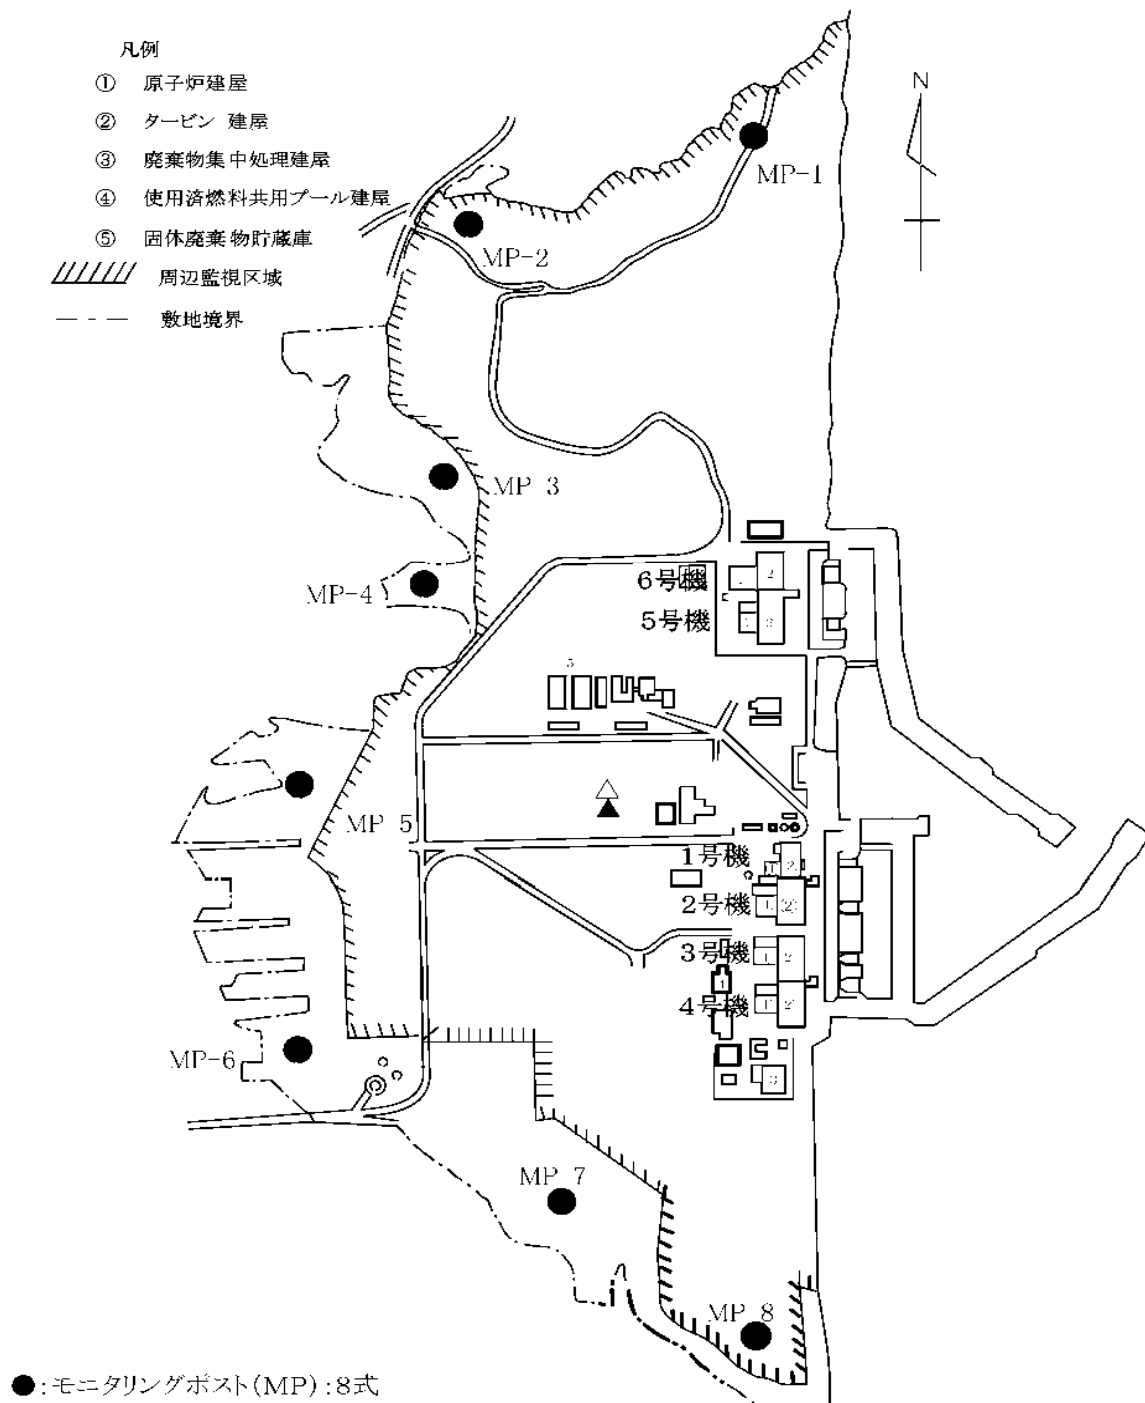 凡例
① 原子炉建屋
② タービン 建屋
③ 廃棄物集中処理建屋
④ 使用済燃料共用プール建屋
⑤ 固体廃棄物貯蔵庫
周辺監視区域
敷地境界
N
MP-1
MP-2
MP 3
MP-4
6号機
1
2
5号機
5
MP 5
1号機
2号機
3号機
4号機
3
MP-6
MP 7
MP 8
●:モニタリングポスト(MP):8式